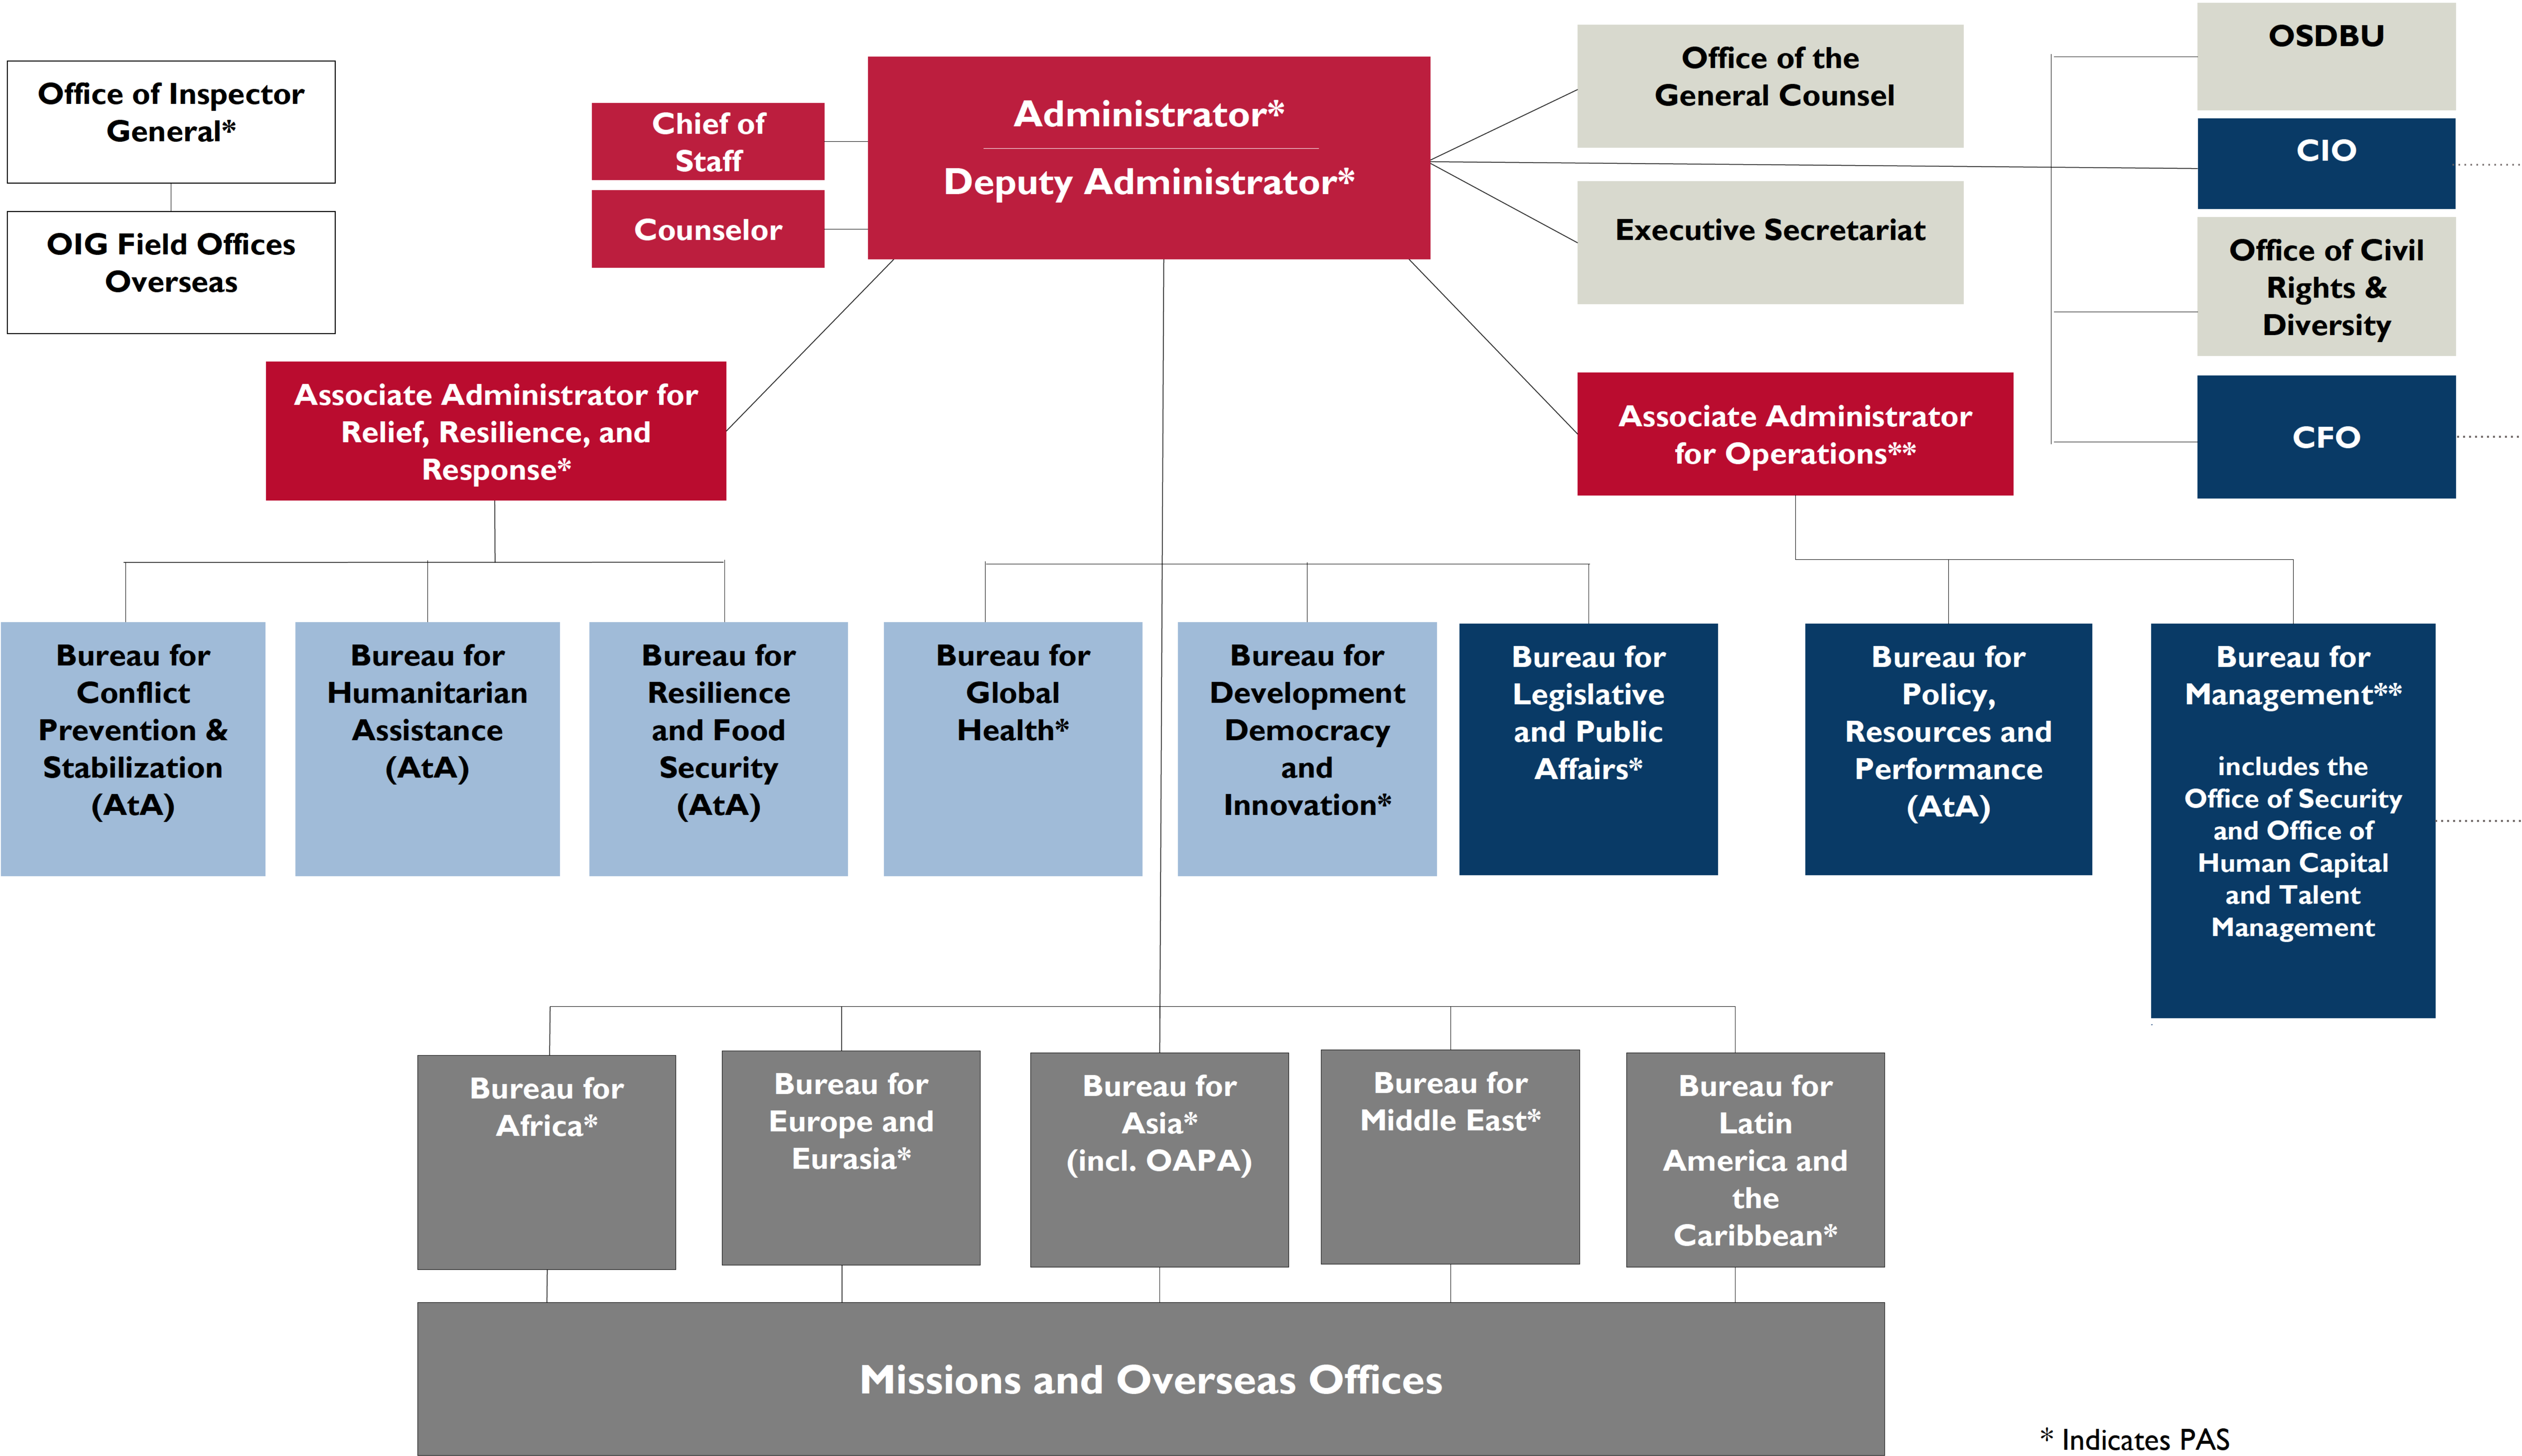 Office of Inspector
General*
OIG Field Offices
Overseas
Chief of
Staff
Counselor
Administrator*
Deputy Administrator*
Office of the
General Counsel
Executive Secretariat
OSDBU
CIO
Office of Civil
Rights &
Diversity
CFO
Associate Administrator for
Relief, Resilience, and
Response*
Associate Administrator
for Operations**
Bureau for
Conflict
Prevention &
Stabilization
(AtA)
Bureau for
Humanitarian
Assistance
(AtA)
Bureau for
Resilience
and Food
Security
(AtA)
Bureau for
Global
Health*
Bureau for
Development
Democracy
and
Innovation*
Bureau for
Legislative
and Public
Affairs*
Bureau for
Policy,
Resources and
Performance
(AtA)
Bureau for
Management**
includes the
Office of Security
and Office of
Human Capital
and Talent
Management
Bureau for
Africa*
Bureau for
Europe and
Eurasia*
Bureau for
Asia*
(incl. OAPA)
Bureau for
Middle East*
Bureau for
Latin
America and
the
Caribbean*
Missions and Overseas Offices
* Indicates PAS